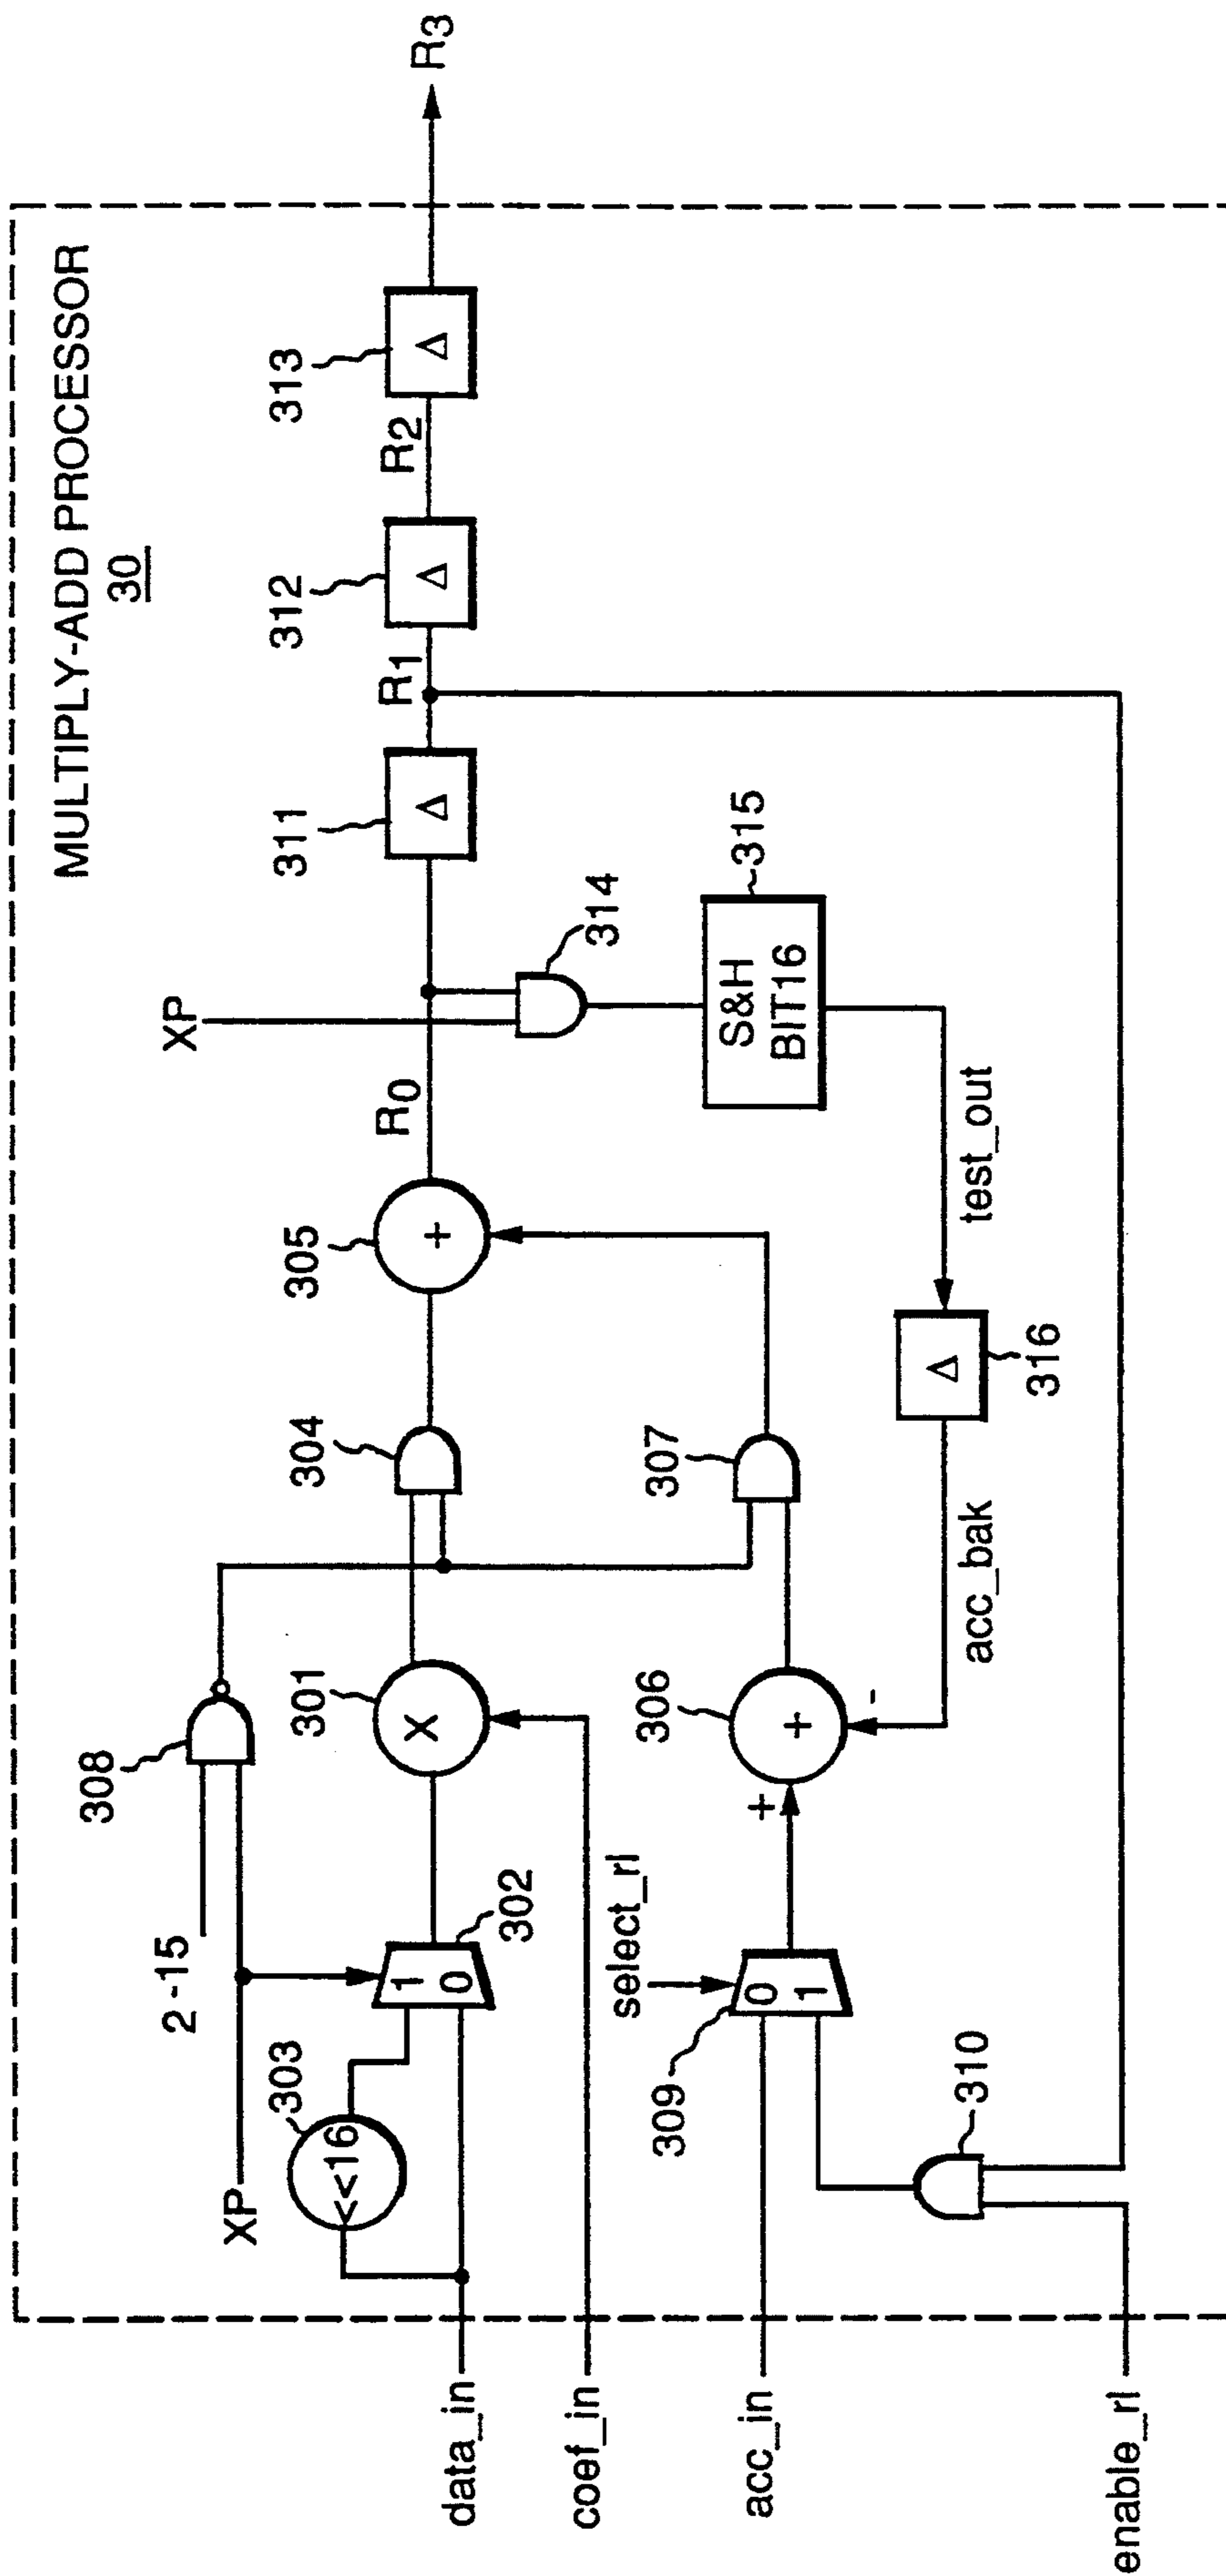 MULTIPLY-ADD PROCESSOR
30
308
2-15
XP
303
<<16
1
0
302
301
X
304
305
+
R0
XP
314
311
Δ
R1
312
Δ
R2
313
Δ
R3
data_in
coef_in
select_rl
309
0
1
306
+
+
-
307
315
S&H
BIT16
test_out
316
Δ
acc_bak
acc_in
310
enable_rl